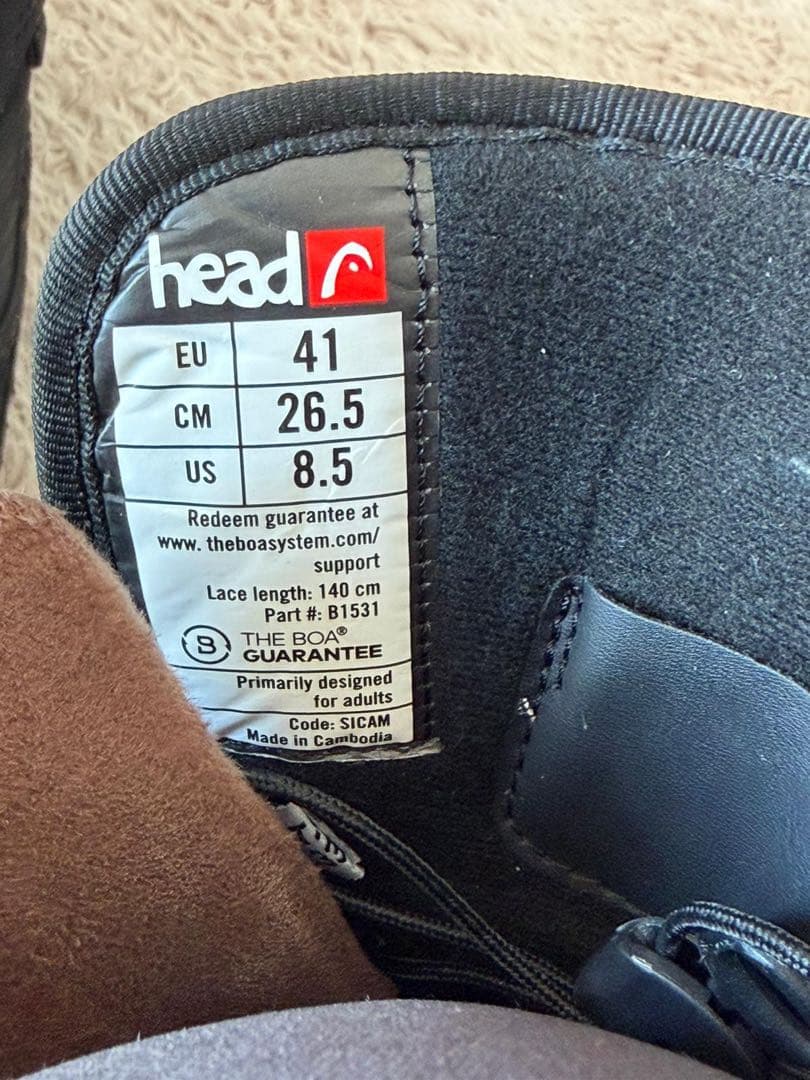 head
EU 41
CM 26.5
US 8.5
Redeem guarantee at
www. theboasystem.com/
support
Lace length: 140 cm
Part #: B1531
B THE BOA®
GUARANTEE
Primarily designed
for adults
Code: SICAM
Made in Cambodia